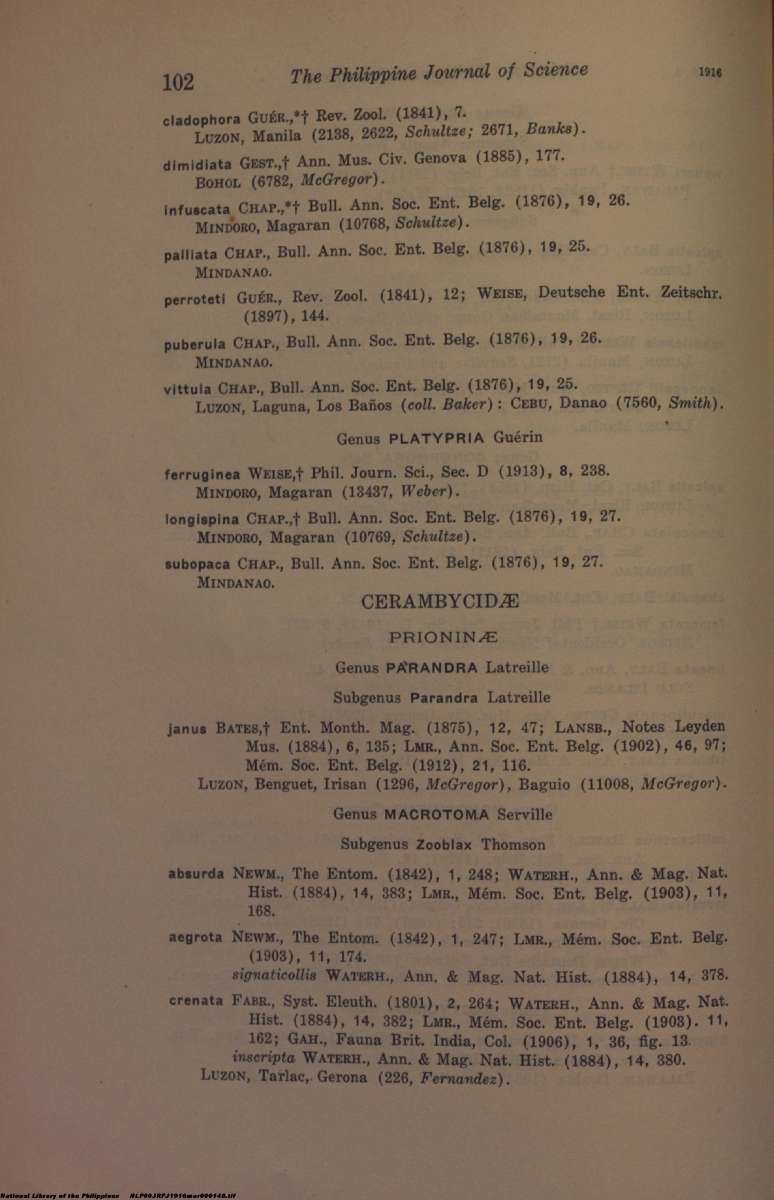 102 The Philippine Journal of Science 1916
cladophora GUÉR.,*† Rev. Zool. (1841), 7.
LUZON, Manila (2138, 2622, Schultze; 2671, Banks).
dimidiata GEST.,† Ann. Mus. Civ. Genova (1885), 177.
BOHOL (6782, McGregor).
infuscata CHAP.,*† Bull. Ann. Soc. Ent. Belg. (1876), 19, 26.
MINDORO, Magaran (10768, Schultze).
palliata CHAP., Bull. Ann. Soc. Ent. Belg. (1876), 19, 25.
MINDANAO.
perroteti GUÉR., Rev. Zool. (1841), 12; WEISE, Deutsche Ent. Zeitschr.
(1897), 144.
puberula CHAP., Bull. Ann. Soc. Ent. Belg. (1876), 19, 26.
MINDANAO.
vittula CHAP., Bull. Ann. Soc. Ent. Belg. (1876), 19, 25.
LUZON, Laguna, Los Baños (coll. Baker): CEBU, Danao (7560, Smith).
Genus PLATYPRIA Guérin
ferruginea WEISE,† Phil. Journ. Sci., Sec. D (1913), 8, 238.
MINDORO, Magaran (13437, Weber).
longispina CHAP.,† Bull. Ann. Soc. Ent. Belg. (1876), 19, 27.
MINDORO, Magaran (10769, Schultze).
subopaca CHAP., Bull. Ann. Soc. Ent. Belg. (1876), 19, 27.
MINDANAO.
CERAMBYCIDÆ
PRIONINÆ
Genus PARANDRA Latreille
Subgenus Parandra Latreille
janus BATES,† Ent. Month. Mag. (1875), 12, 47; LANSB., Notes Leyden
Mus. (1884), 6, 135; LMR., Ann. Soc. Ent. Belg. (1902), 46, 97;
Mém. Soc. Ent. Belg. (1912), 21, 116.
LUZON, Benguet, Irisan (1296, McGregor), Baguio (11008, McGregor).
Genus MACROTOMA Serville
Subgenus Zooblax Thomson
absurda NEWM., The Entom. (1842), 1, 248; WATERH., Ann. & Mag. Nat.
Hist. (1884), 14, 383; LMR., Mém. Soc. Ent. Belg. (1903), 11,
168.
aegrota NEWM., The Entom. (1842), 1, 247; LMR., Mém. Soc. Ent. Belg.
(1903), 11, 174.
signaticollis WATERH., Ann. & Mag. Nat. Hist. (1884), 14, 378.
crenata FABR., Syst. Eleuth. (1801), 2, 264; WATERH., Ann. & Mag. Nat.
Hist. (1884), 14, 382; LMR., Mém. Soc. Ent. Belg. (1903). 11,
162; GAH., Fauna Brit. India, Col. (1906), 1, 36, fig. 13.
inscripta WATERH., Ann. & Mag. Nat. Hist. (1884), 14, 380.
LUZON, Tarlac, Gerona (226, Fernandez).
National Library of the Philippines